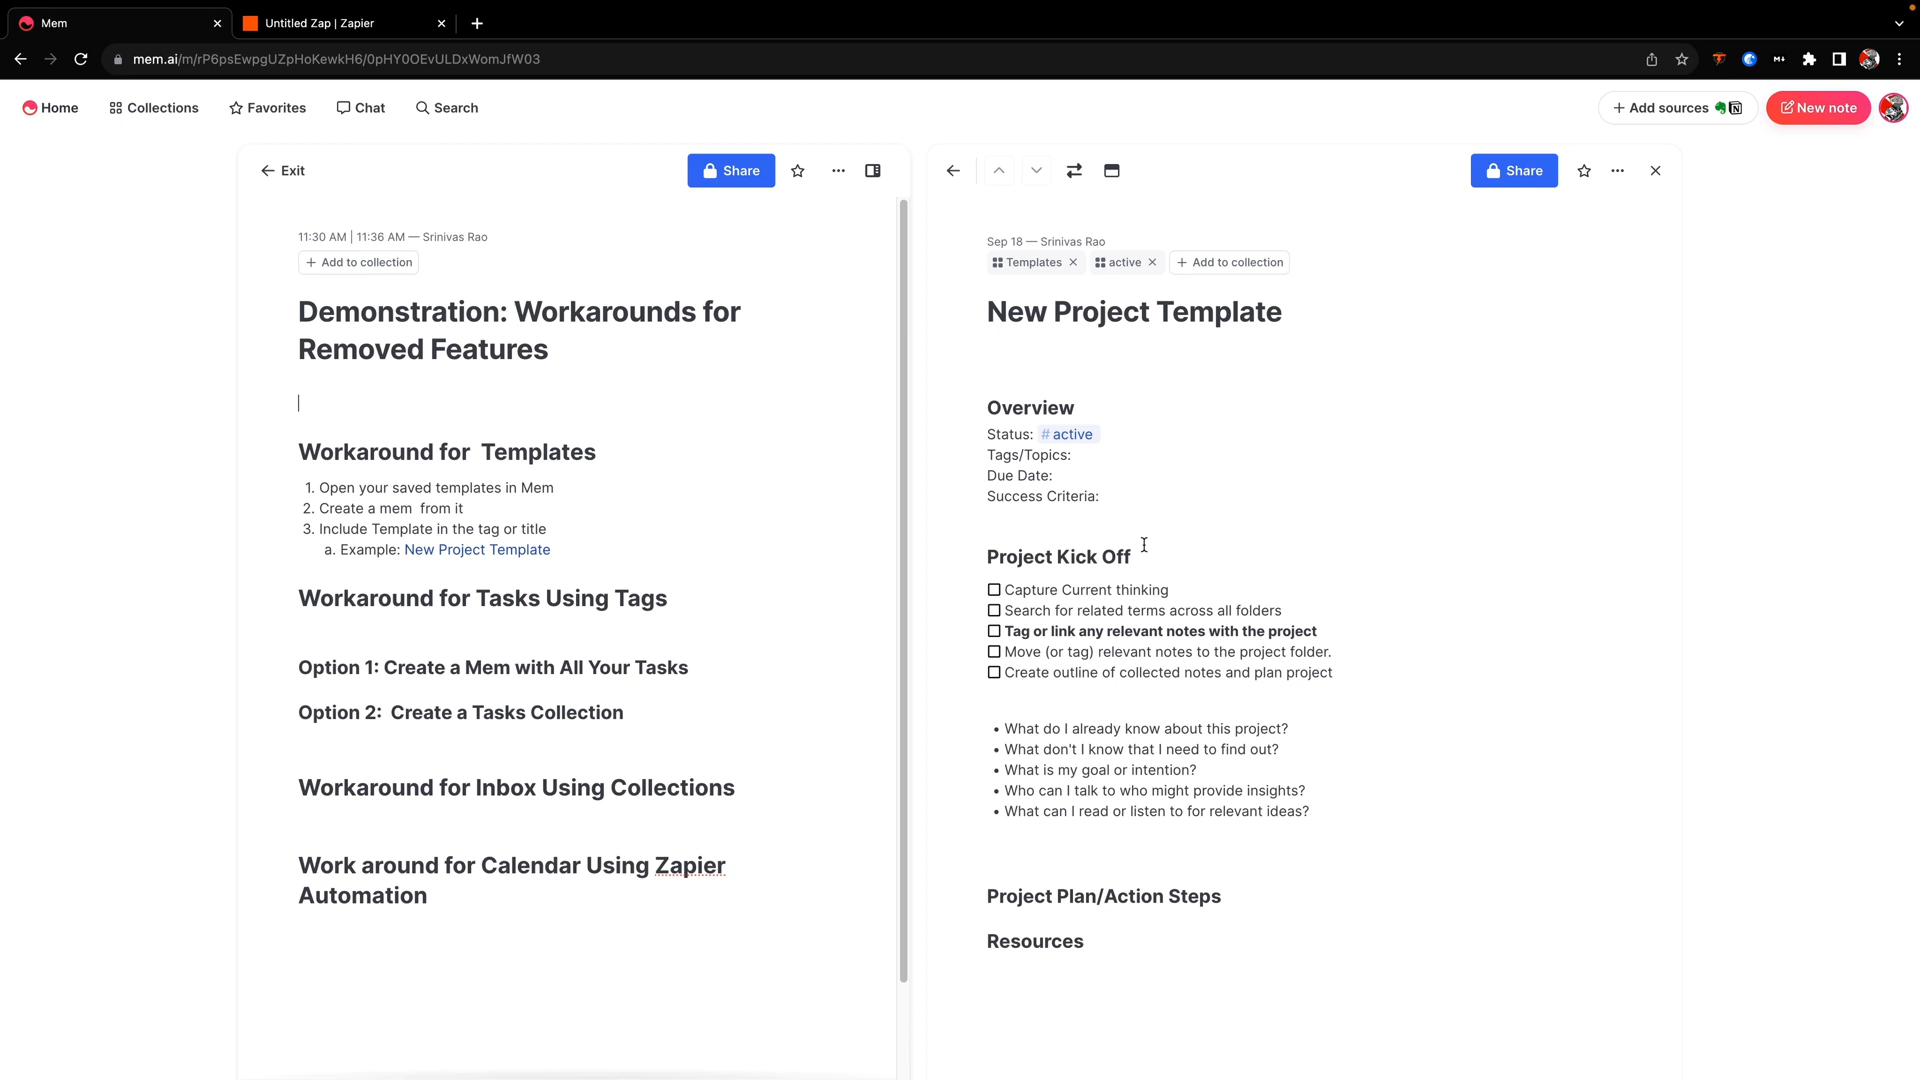 Mem
Untitled Zap | Zapier
mem.ai/m/rP6psEwpgUZpHoKewkH6/0pHY0OEvULDxWomJfW03
Home
Collections
Favorites
Chat
Search
+ Add sources
New note
Exit
Share
11:30 AM | 11:36 AM — Srinivas Rao
+ Add to collection
Demonstration: Workarounds for
Removed Features
Workaround for  Templates
1. Open your saved templates in Mem
2. Create a mem  from it
3. Include Template in the tag or title
a. Example: New Project Template
Workaround for Tasks Using Tags
Option 1: Create a Mem with All Your Tasks
Option 2:  Create a Tasks Collection
Workaround for Inbox Using Collections
Work around for Calendar Using Zapier
Automation
Share
Sep 18 — Srinivas Rao
Templates
active
+ Add to collection
New Project Template
Overview
Status: #active
Tags/Topics:
Due Date:
Success Criteria:
Project Kick Off
Capture Current thinking
Search for related terms across all folders
Tag or link any relevant notes with the project
Move (or tag) relevant notes to the project folder.
Create outline of collected notes and plan project
• What do I already know about this project?
• What don't I know that I need to find out?
• What is my goal or intention?
• Who can I talk to who might provide insights?
• What can I read or listen to for relevant ideas?
Project Plan/Action Steps
Resources